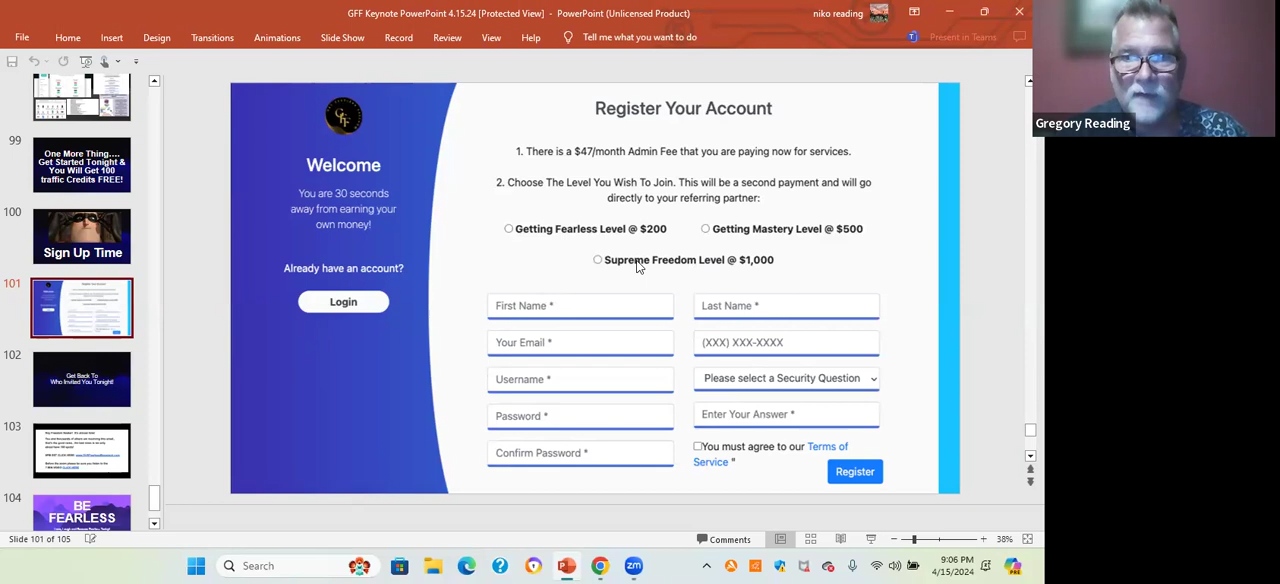 GFF Keynote PowerPoint 4.15.24 [Protected View] - PowerPoint (Unlicensed Product)
niko reading
File
Home
Insert
Design
Transitions
Animations
Slide Show
Record
Review
View
Help
Tell me what you want to do
Present in Teams
Gregory Reading
99
One More Thing....
Get Started Tonight &
You Will Get 100
traffic Credits FREE!
100
Sign Up Time
101
102
Get Back To
Who Invited You Tonight!
103
104
BE
FEARLESS
GFF
Welcome
You are 30 seconds
away from earning your
own money!
Already have an account?
Login
Register Your Account
1. There is a $47/month Admin Fee that you are paying now for services.
2. Choose The Level You Wish To Join. This will be a second payment and will go
directly to your referring partner:
Getting Fearless Level @ $200
Getting Mastery Level @ $500
Supreme Freedom Level @ $1,000
First Name *
Last Name *
Your Email *
(XXX) XXX-XXXX
Username *
Please select a Security Question
Password *
Enter Your Answer *
Confirm Password *
You must agree to our Terms of
Service *
Register
Slide 101 of 105
Comments
38%
Search
zm
9:06 PM
4/15/2024
PRE